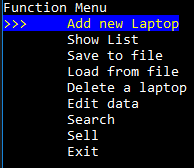 Function Menu
>>> Add new Laptop
Show List
Save to file
Load from file
Delete a laptop
Edit data
Search
Sell
Exit